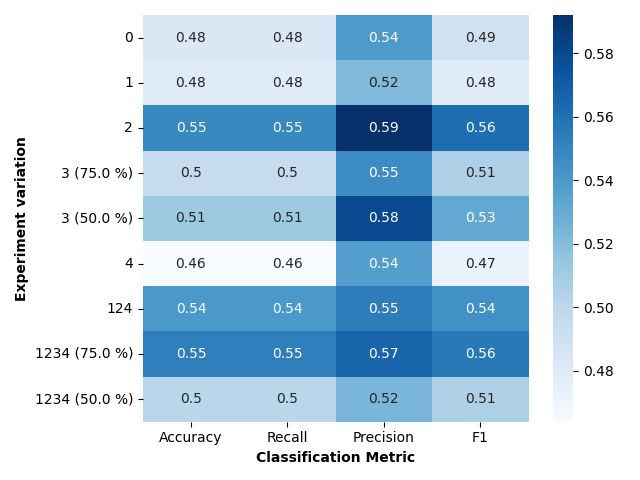 0 0.48 0.48 0.54 0.49
1 0.48 0.48 0.52 0.48
2 0.55 0.55 0.59 0.56
3 (75.0 %) 0.5 0.5 0.55 0.51
3 (50.0 %) 0.51 0.51 0.58 0.53
4 0.46 0.46 0.54 0.47
124 0.54 0.54 0.55 0.54
1234 (75.0 %) 0.55 0.55 0.57 0.56
1234 (50.0 %) 0.5 0.5 0.52 0.51
Accuracy Recall Precision F1
Classification Metric
Experiment variation
0.58
0.56
0.54
0.52
0.50
0.48